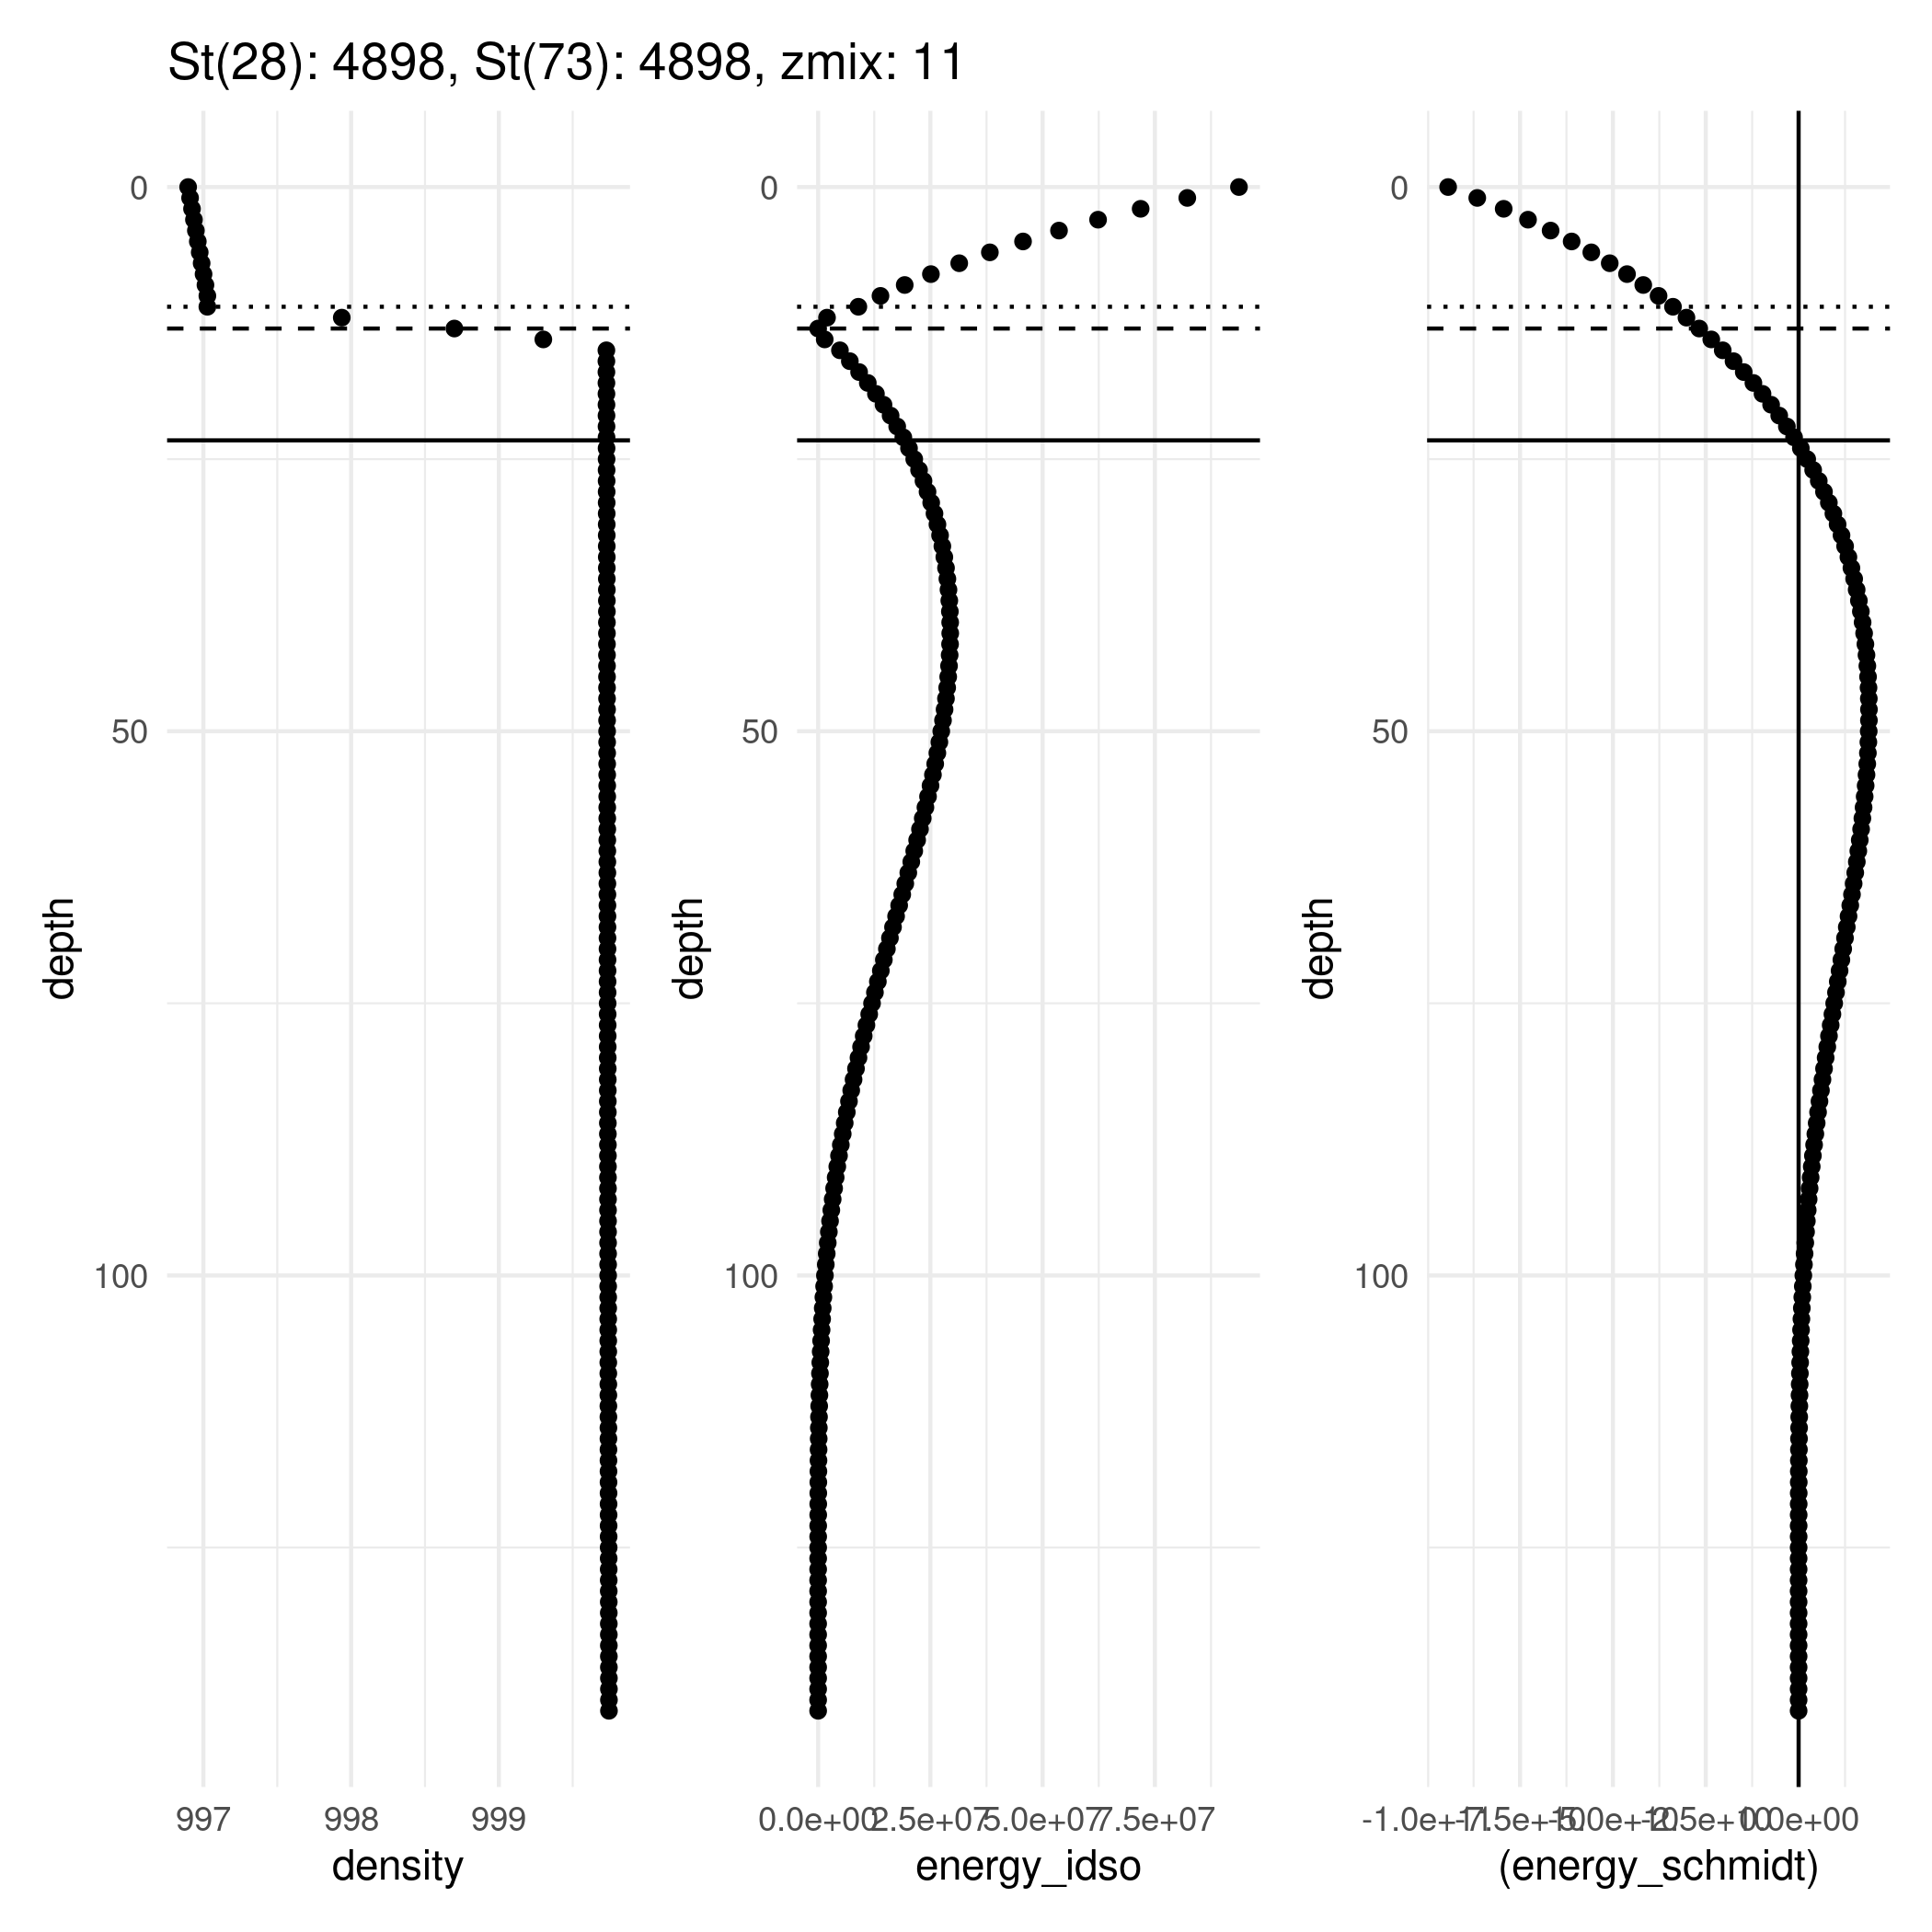 St(28): 4898, St(73): 4898, zmix: 11
0
50
100
depth
997 998 999
density
0
50
100
depth
0.0e+00 2.5e+07 5.0e+07 7.5e+07
energy_idso
0
50
100
depth
0.0e+00
(energy_schmidt)